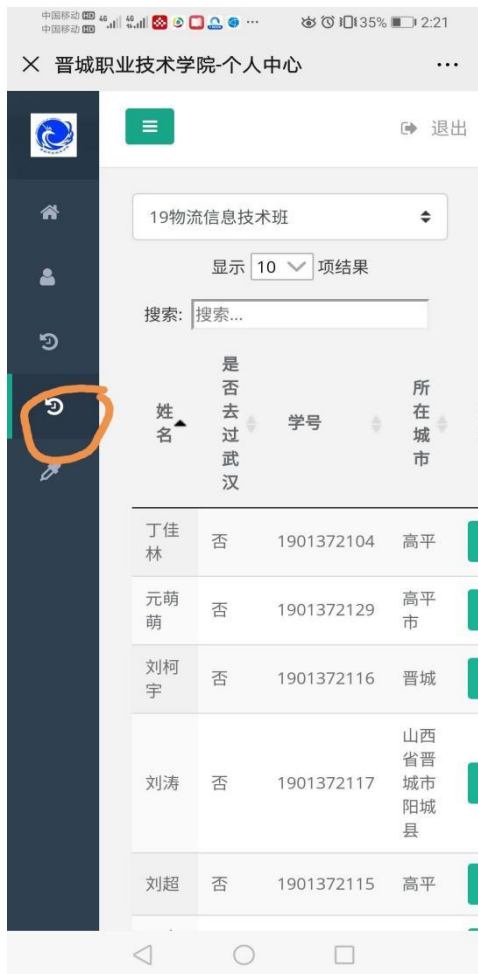 中国移动 HD 46 46 35% 2:21
中国移动 HD
晋城职业技术学院-个人中心
退出
19物流信息技术班
显示 10 项结果
搜索: 搜索...
姓名 是否去过武汉 学号 所在城市
丁佳林 否 1901372104 高平
元萌萌 否 1901372129 高平市
刘柯宇 否 1901372116 晋城
刘涛 否 1901372117 山西省晋城市阳城县
刘超 否 1901372115 高平